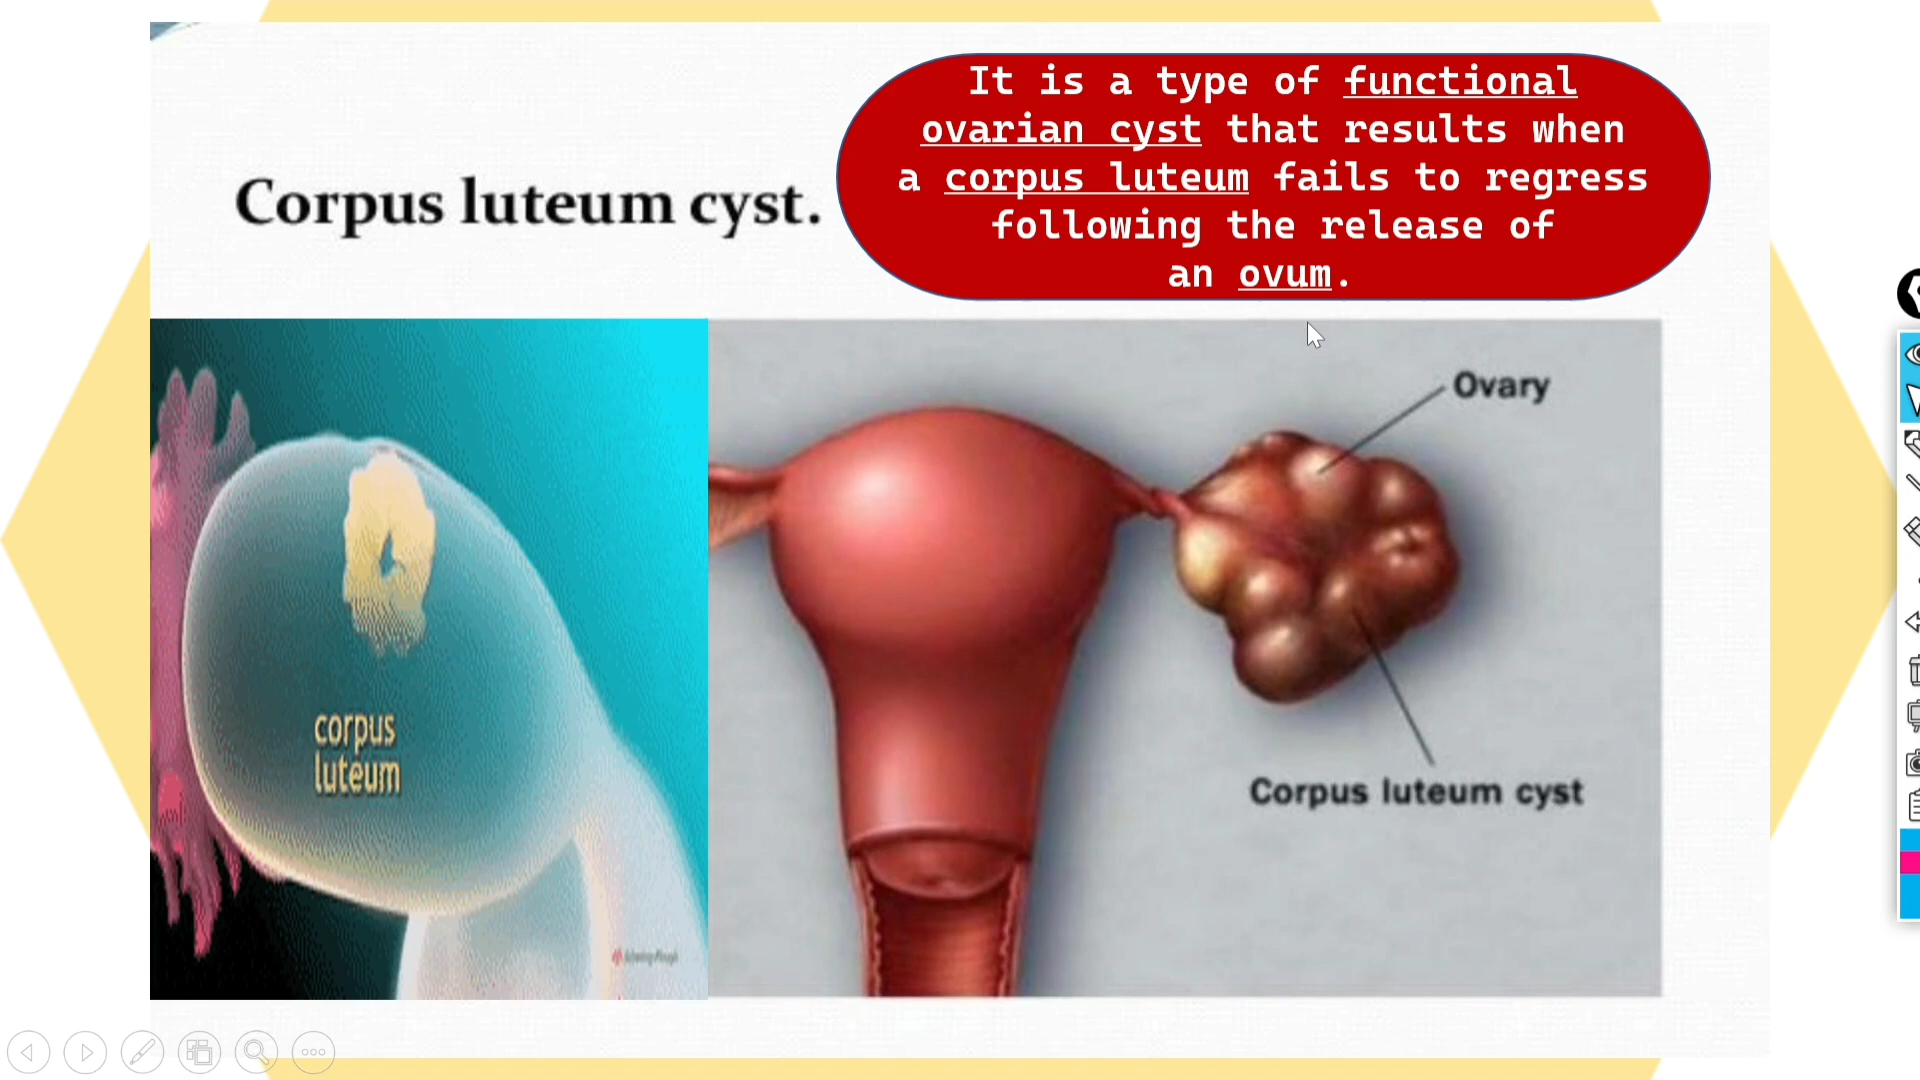 It is a type of functional
ovarian cyst that results when
a corpus luteum fails to regress
following the release of
an ovum.
Corpus luteum cyst.
Ovary
corpus
luteum
Corpus luteum cyst